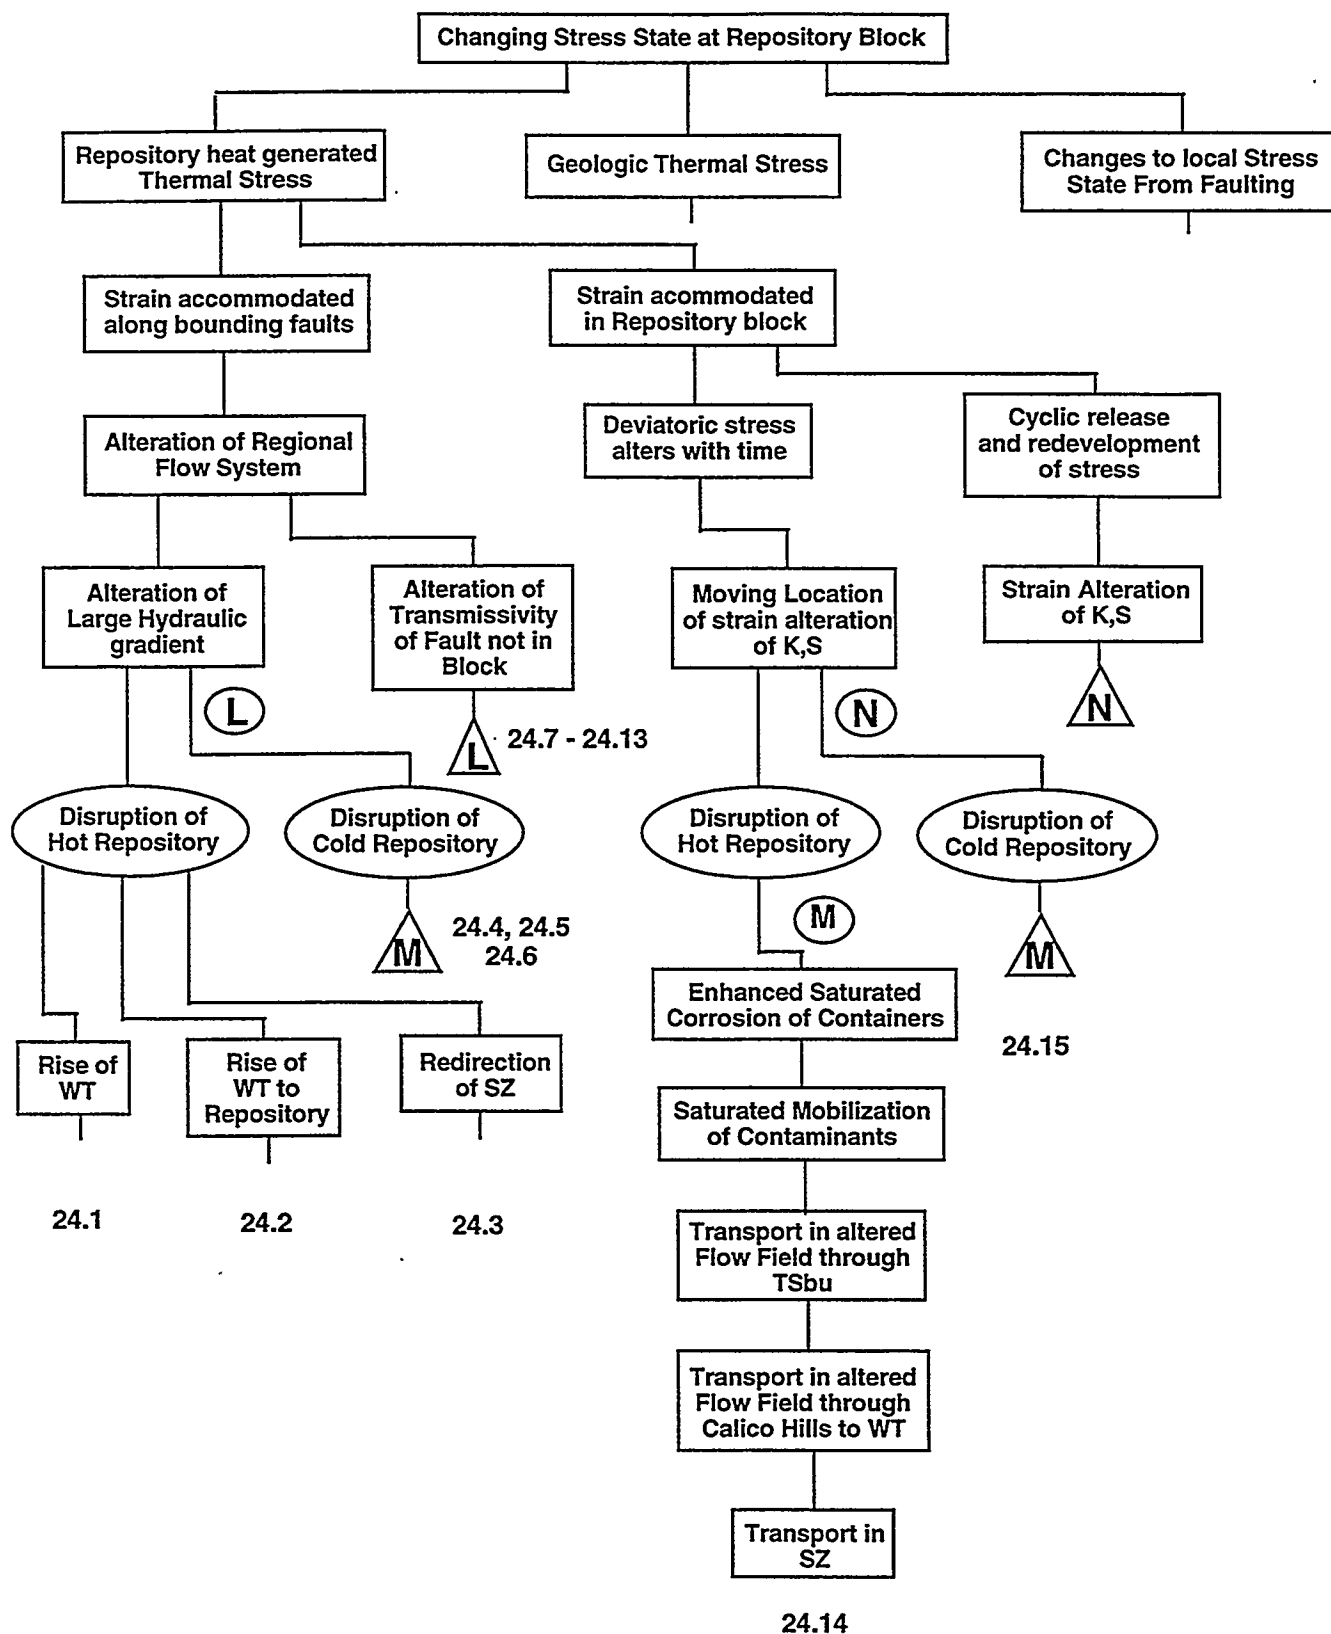 Changing Stress State at Repository Block
Repository heat generated
Thermal Stress
Geologic Thermal Stress
Changes to local Stress
State From Faulting
Strain accommodated
along bounding faults
Strain acommodated
in Repository block
Alteration of Regional
Flow System
Deviatoric stress
alters with time
Cyclic release
and redevelopment
of stress
Alteration of
Large Hydraulic
gradient
Alteration of
Transmissivity
of Fault not in
Block
Moving Location
of strain alteration
of K,S
Strain Alteration
of K,S
L
L
24.7 - 24.13
N
N
Disruption of
Hot Repository
Disruption of
Cold Repository
Disruption of
Hot Repository
Disruption of
Cold Repository
M
24.4, 24.5
24.6
M
M
Enhanced Saturated
Corrosion of Containers
24.15
Rise of
WT
Rise of
WT to
Repository
Redirection
of SZ
Saturated Mobilization
of Contaminants
24.1
24.2
24.3
Transport in altered
Flow Field through
TSbu
Transport in altered
Flow Field through
Calico Hills to WT
Transport in
SZ
24.14